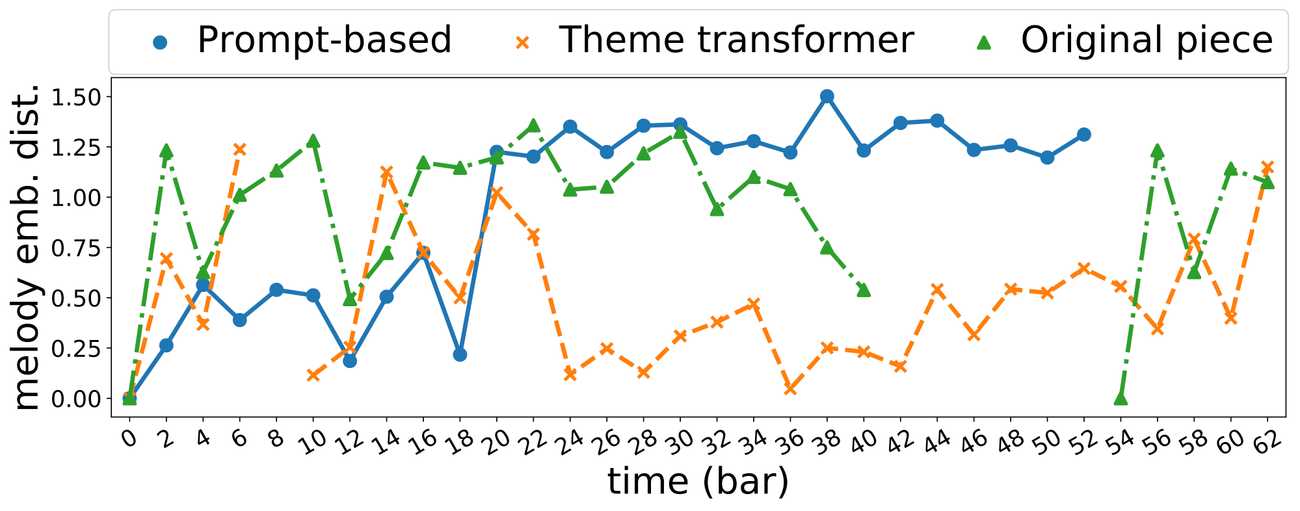 Prompt-based Theme transformer Original piece
melody emb. dist.
1.50
1.25
1.00
0.75
0.50
0.25
0.00
0 2 4 6 8 10 12 14 16 18 20 22 24 26 28 30 32 34 36 38 40 42 44 46 48 50 52 54 56 58 60 62
time (bar)